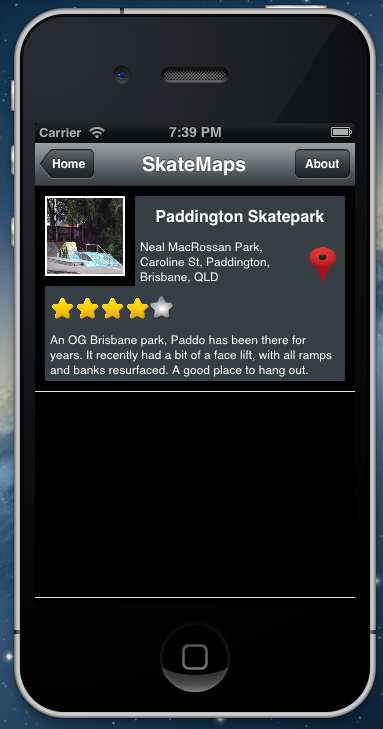 Carrier
7:39 PM
Home
SkateMaps
About
Paddington Skatepark
Neal MacRossan Park,
Caroline St, Paddington,
Brisbane, QLD
An OG Brisbane park, Paddo has been there for
years. It recently had a bit of a face lift, with all ramps
and banks resurfaced. A good place to hang out.